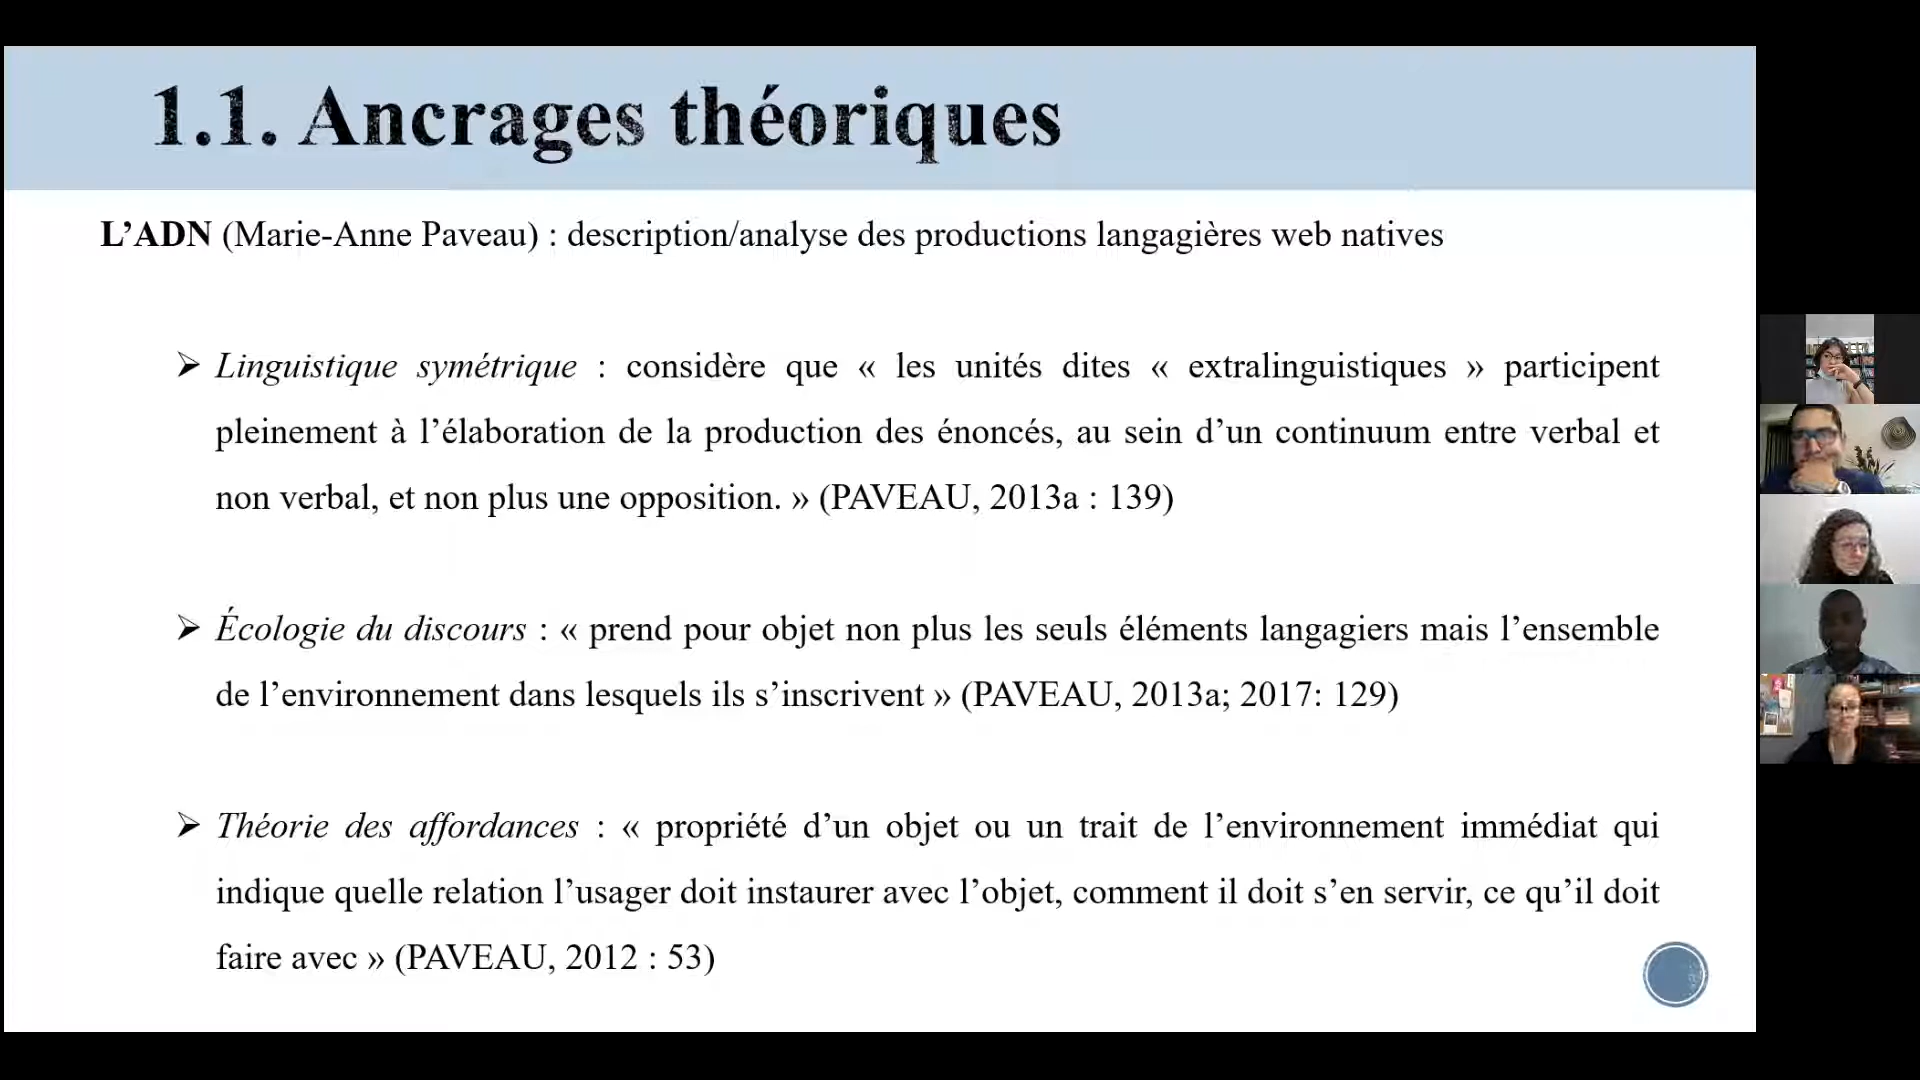 1.1. Ancrages théoriques
L’ADN (Marie-Anne Paveau) : description/analyse des productions langagières web natives
➢ Linguistique symétrique : considère que « les unités dites « extralinguistiques » participent
pleinement à l’élaboration de la production des énoncés, au sein d’un continuum entre verbal et
non verbal, et non plus une opposition. » (PAVEAU, 2013a : 139)
➢ Écologie du discours : « prend pour objet non plus les seuls éléments langagiers mais l’ensemble
de l’environnement dans lesquels ils s’inscrivent » (PAVEAU, 2013a; 2017: 129)
➢ Théorie des affordances : « propriété d’un objet ou un trait de l’environnement immédiat qui
indique quelle relation l’usager doit instaurer avec l’objet, comment il doit s’en servir, ce qu’il doit
faire avec » (PAVEAU, 2012 : 53)